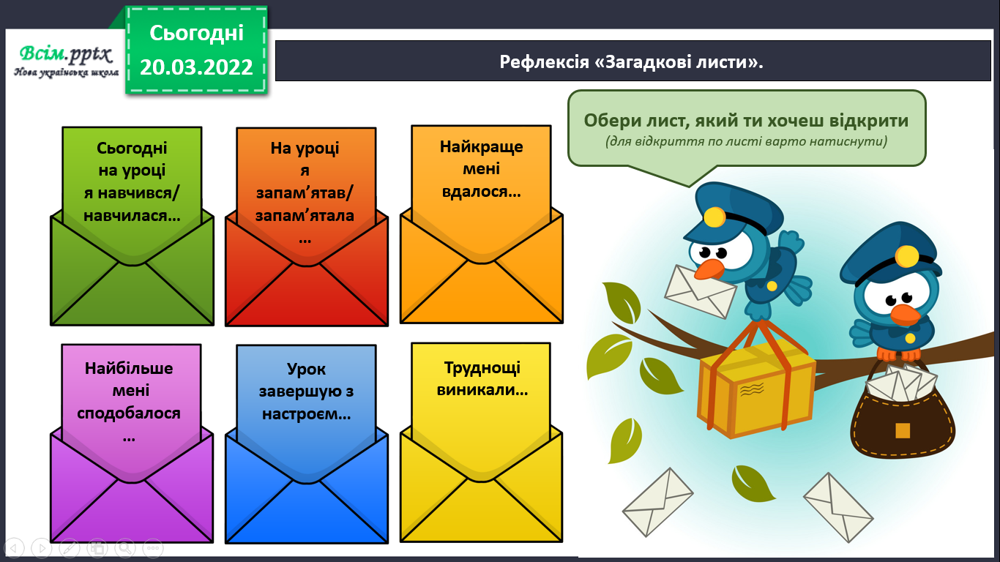 Всім.pptx
Нова українська школа
Сьогодні
20.03.2022
Рефлексія «Загадкові листи».
Обери лист, який ти хочеш відкрити
(для відкриття по листі варто натиснути)
Сьогодні
на уроці
я навчився/
навчилася...
На уроці
я
запам’ятав/
запам’ятала
...
Найкраще
мені
вдалося...
Найбільше
мені
сподобалося
...
Урок
завершую з
настроєм...
Труднощі
виникали...